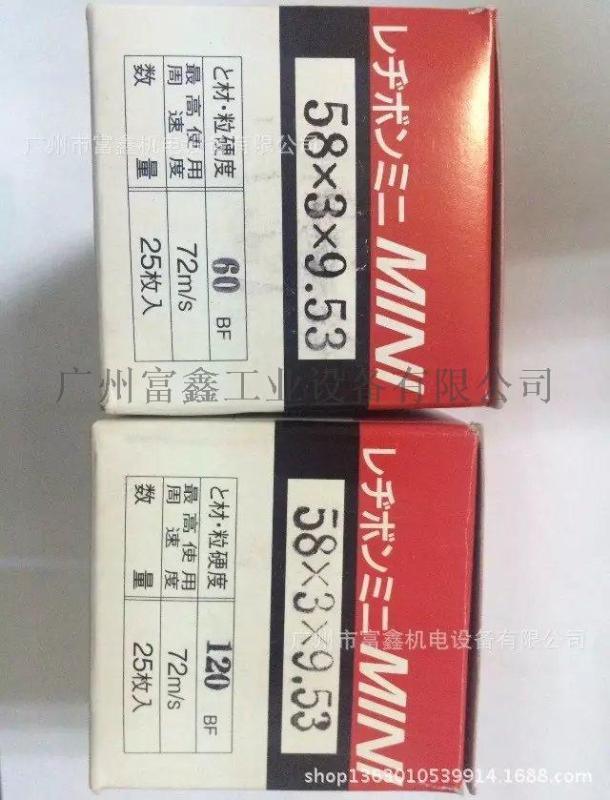 レヂボンミニ MINI
58×3×9.53
と材・粒硬度 60 BF
最高使用周速度 72m/s
数量 25枚入
广州市富鑫机电设备有限公司
广州富鑫工业设备有限公司
レヂボンミニ MINI
58×3×9.53
と材・粒硬度 120 BF
最高使用周速度 72m/s
数量 25枚入
广州市富鑫机电设备有限公司
shop1363010539914.1688.com